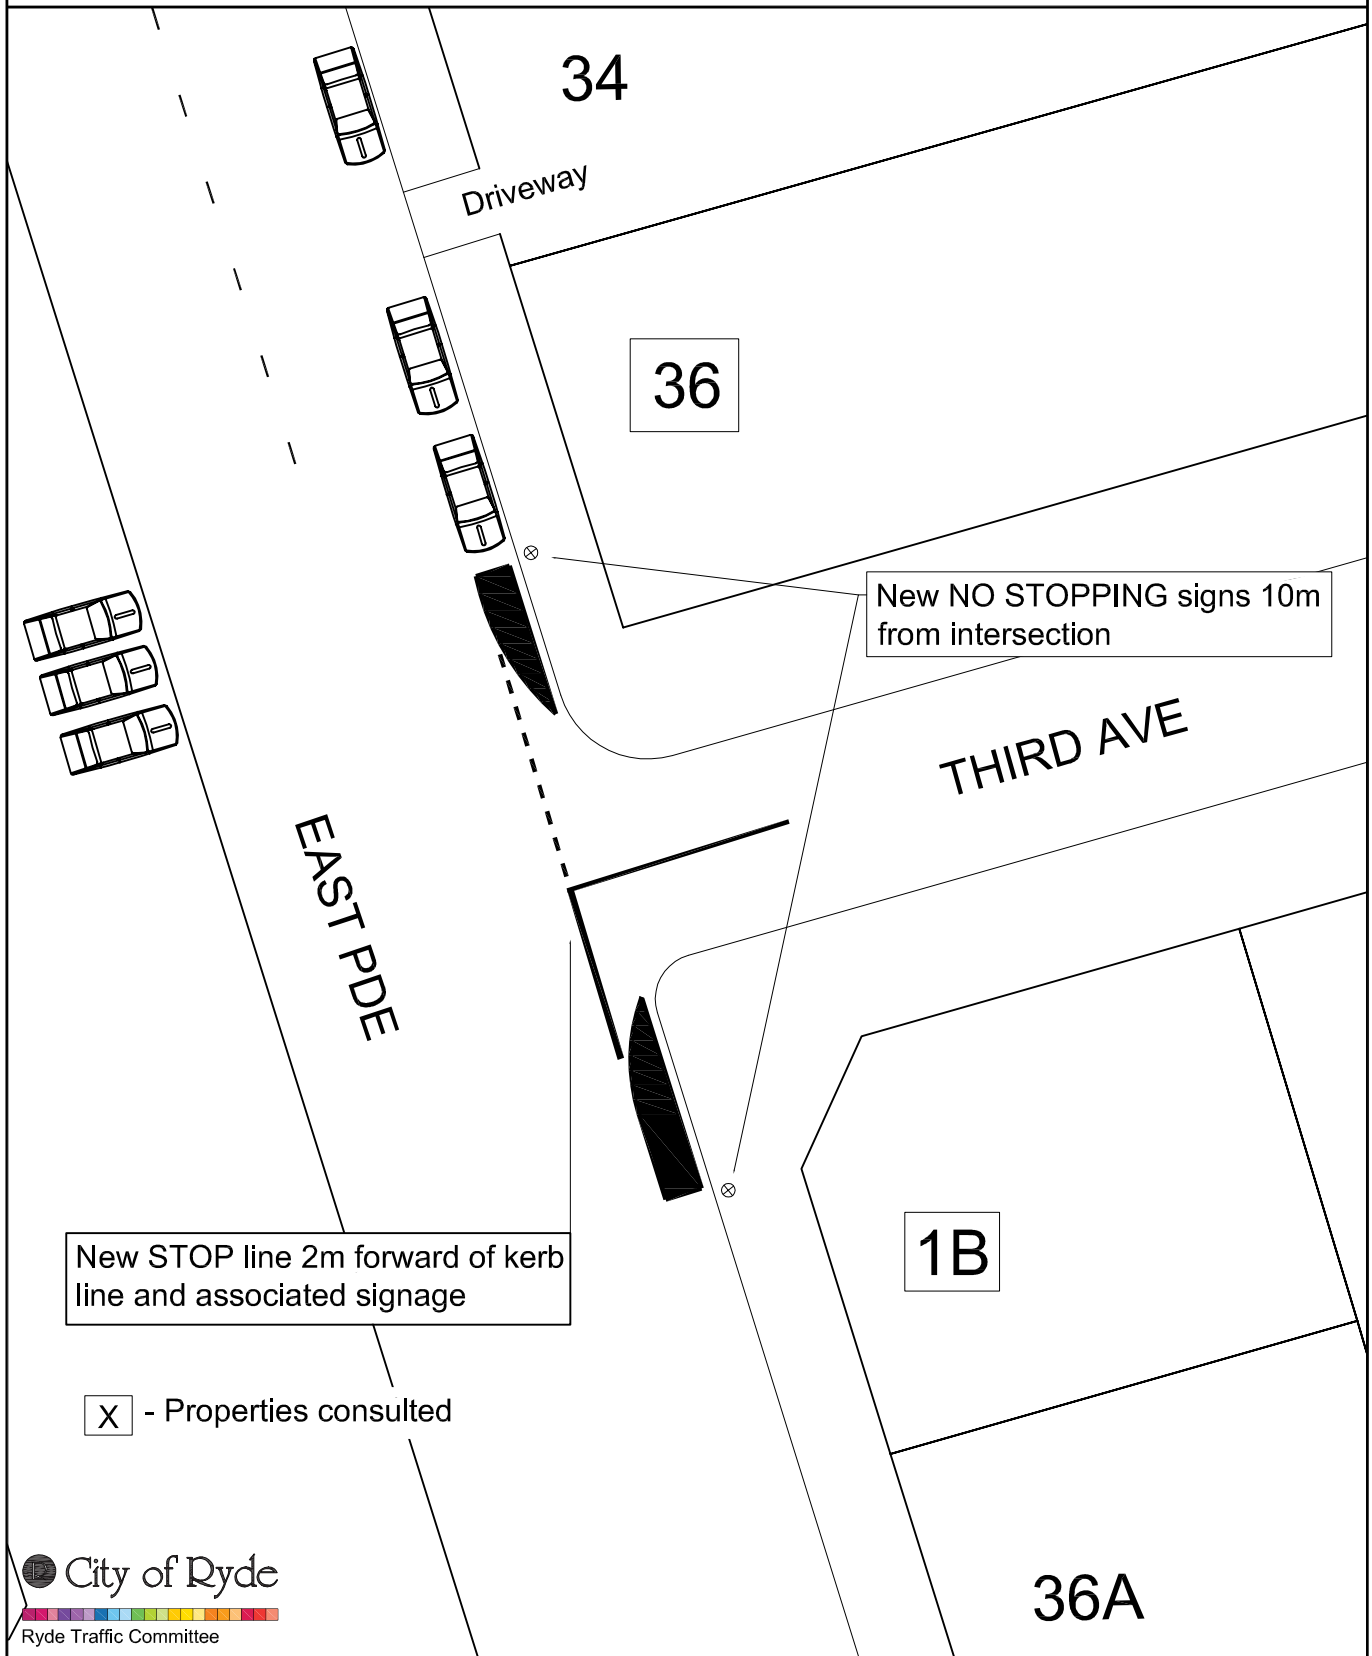 34
Driveway
36
New NO STOPPING signs 10m
from intersection
THIRD AVE
EAST PDE
New STOP line 2m forward of kerb
line and associated signage
1B
X - Properties consulted
City of Ryde
Ryde Traffic Committee
36A